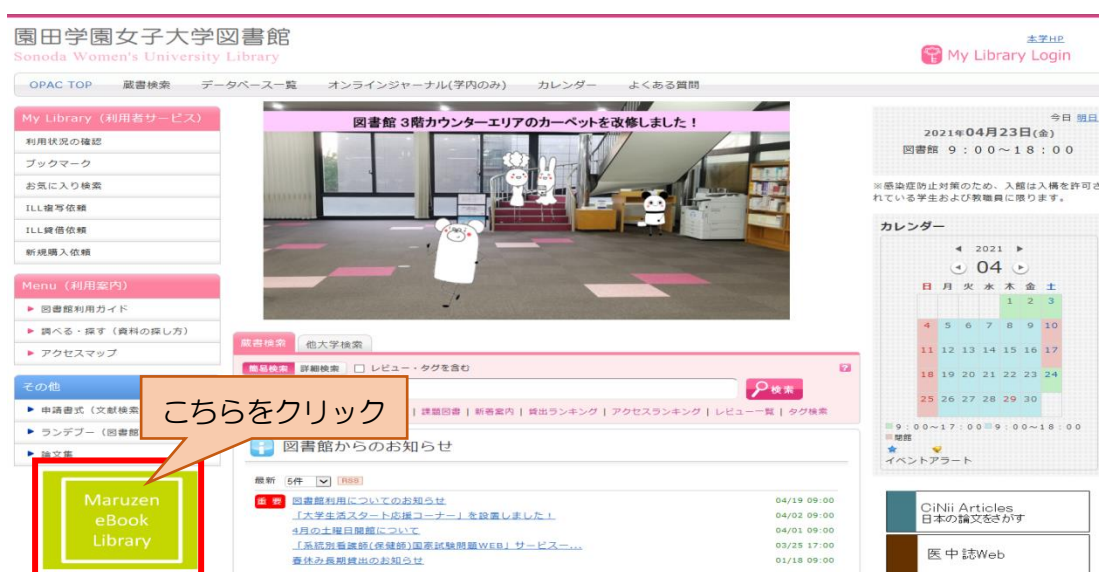 園田学園女子大学図書館
Sonoda Women's University Library
本学HP
My Library Login
OPAC TOP 蔵書検索 データベース一覧 オンラインジャーナル(学内のみ) カレンダー よくある質問
My Library (利用者サービス)
利用状況の確認
ブックマーク
お気に入り検索
ILL複写依頼
ILL貸借依頼
新規購入依頼
Menu (利用案内)
図書館利用ガイド
調べる・探す (資料の探し方)
アクセスマップ
その他
申請書式 (文献検索
ランデブー (図書館
論文集
こちらをクリック
Maruzen
eBook
Library
図書館3階カウンターエリアのカーペットを改修しました!
蔵書検索 他大学検索
簡易検索 詳細検索 レビュー・タグを含む
検索
課題図書 | 新着案内 | 貸出ランキング | アクセスランキング | レビュー一覧 | タグ検索
図書館からのお知らせ
最新 5件 RSS
重要 図書館利用についてのお知らせ 04/19 09:00
「大学生活スタート応援コーナー」を設置しました! 04/02 09:00
4月の土曜日開館について 04/01 09:00
「系統別看護師(保健師)国家試験問題WEB」サービスー... 03/25 17:00
春休み長期貸出のお知らせ 01/18 09:00
今日 明日
2021年04月23日(金)
図書館 9:00~18:00
※感染症防止対策のため、入館は入構を許可さ
れている学生および教職員に限ります。
カレンダー
2021
04
日 月 火 水 木 金 土
1 2 3
4 5 6 7 8 9 10
11 12 13 14 15 16 17
18 19 20 21 22 23 24
25 26 27 28 29 30
9:00~17:00 9:00~18:00
閉館
イベントアラート
CiNii Articles
日本の論文をさがす
医中誌Web